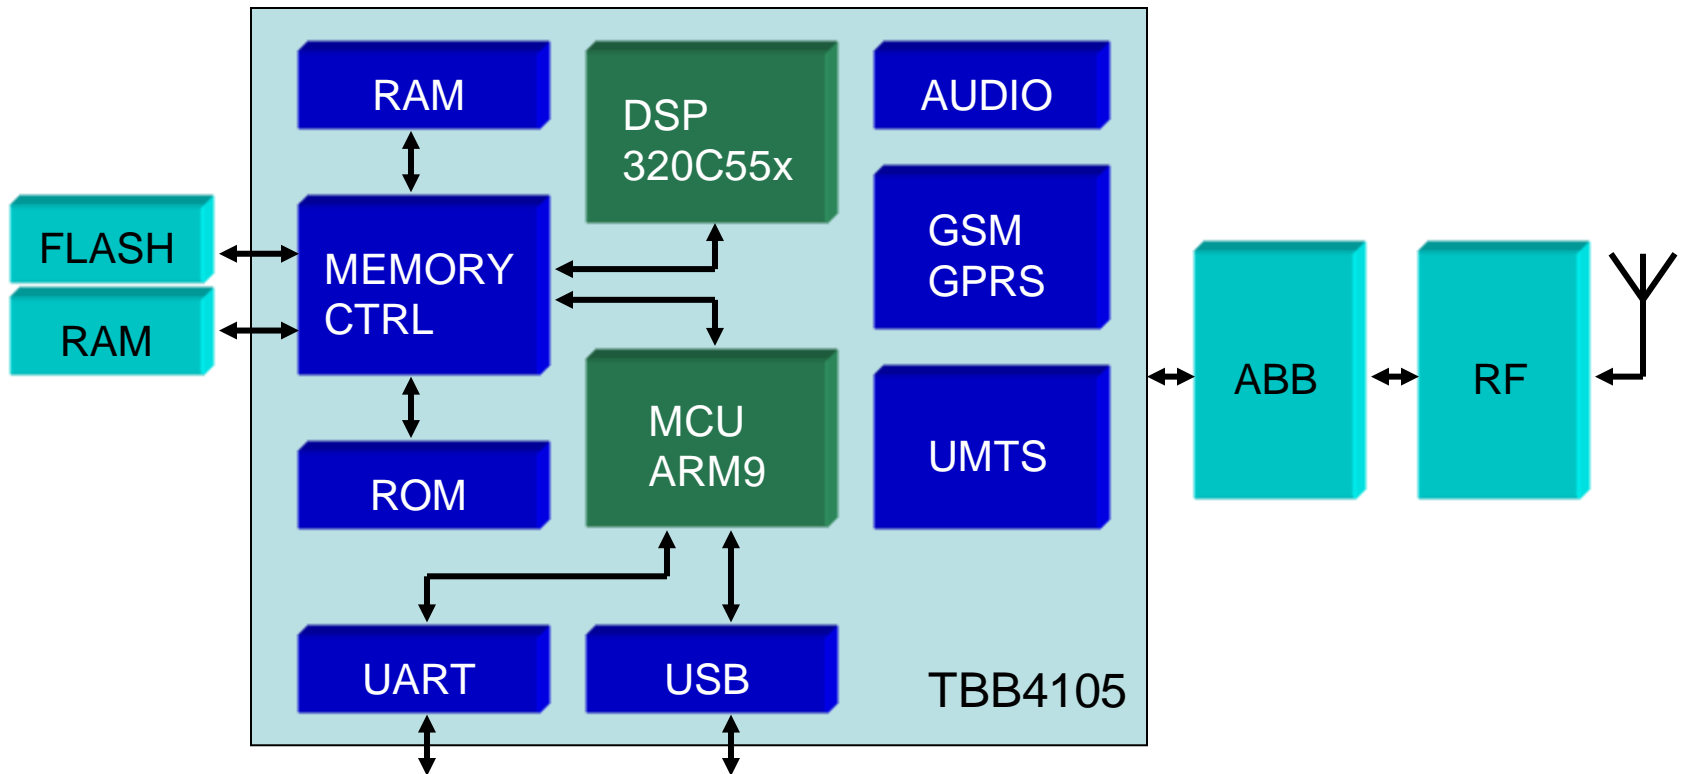 RAM
DSP
320C55x
AUDIO
FLASH
RAM
MEMORY
CTRL
GSM
GPRS
MCU
ARM9
ROM
UMTS
ABB
RF
UART
USB
TBB4105